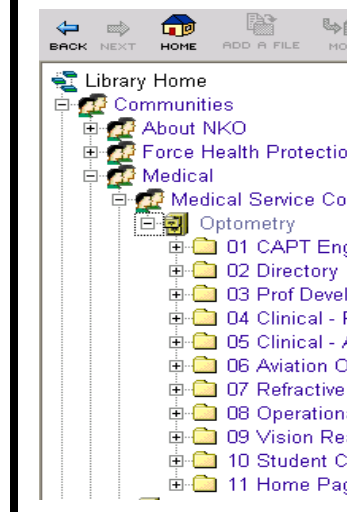 BACK NEXT HOME ADD A FILE MO
Library Home
Communities
About NKO
Force Health Protectio
Medical
Medical Service Co
Optometry
01 CAPT Eng
02 Directory
03 Prof Devel
04 Clinical - P
05 Clinical - A
06 Aviation O
07 Refractive
08 Operation
09 Vision Rea
10 Student C
11 Home Pag